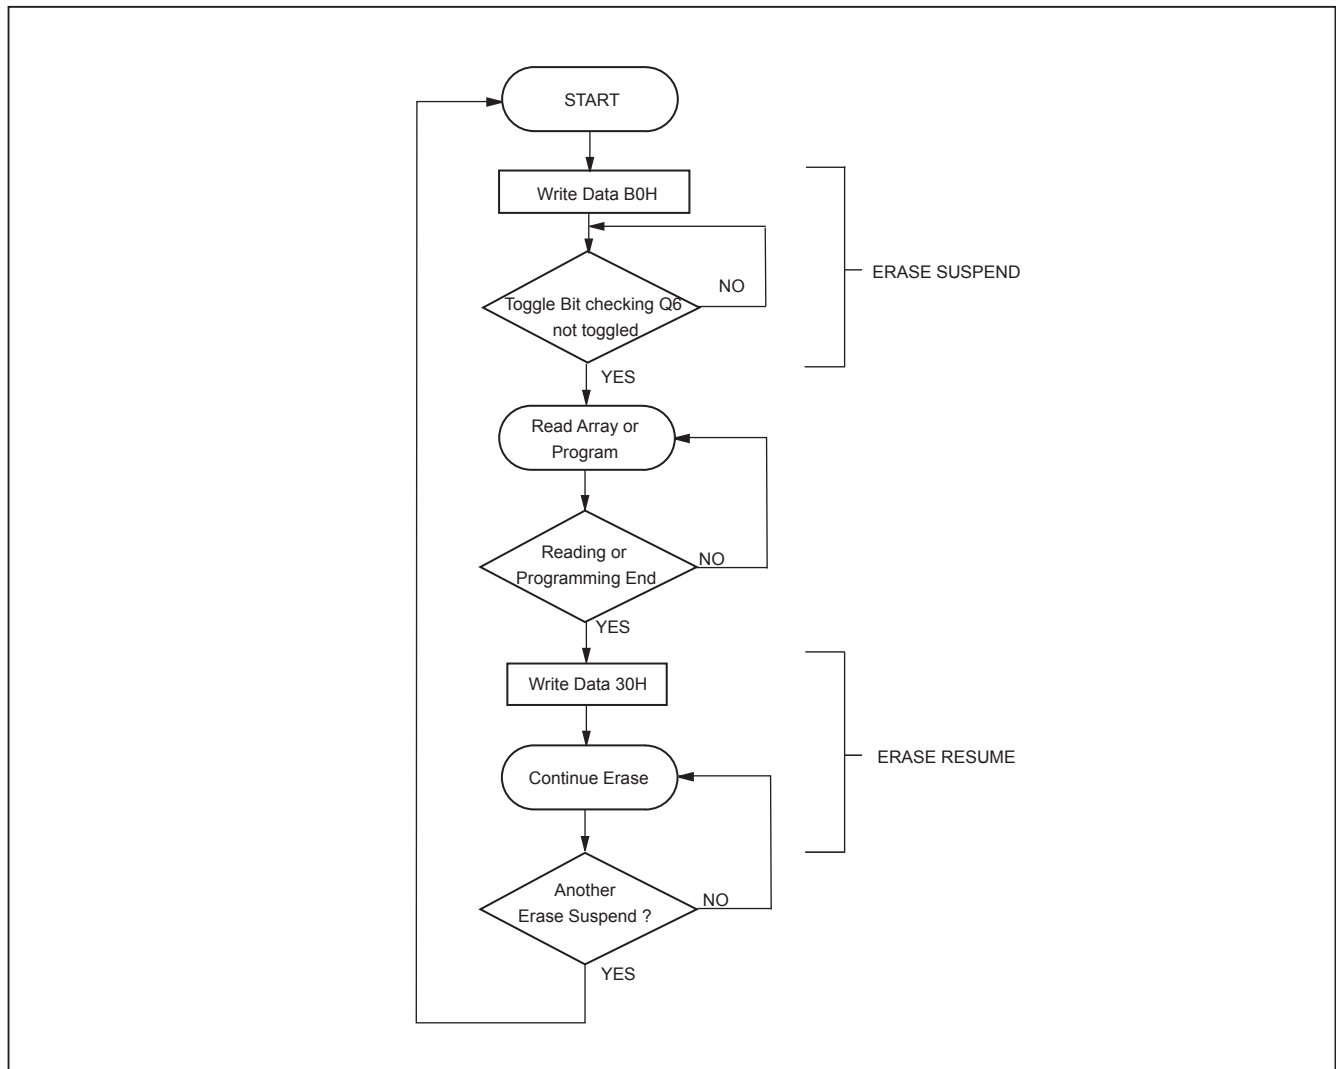 START
Write Data B0H
ERASE SUSPEND
NO
Toggle Bit checking Q6
not toggled
YES
Read Array or
Program
Reading or
NO
Programming End
YES
Write Data 30H
ERASE RESUME
Continue Erase
Another
NO
Erase Suspend ?
YES